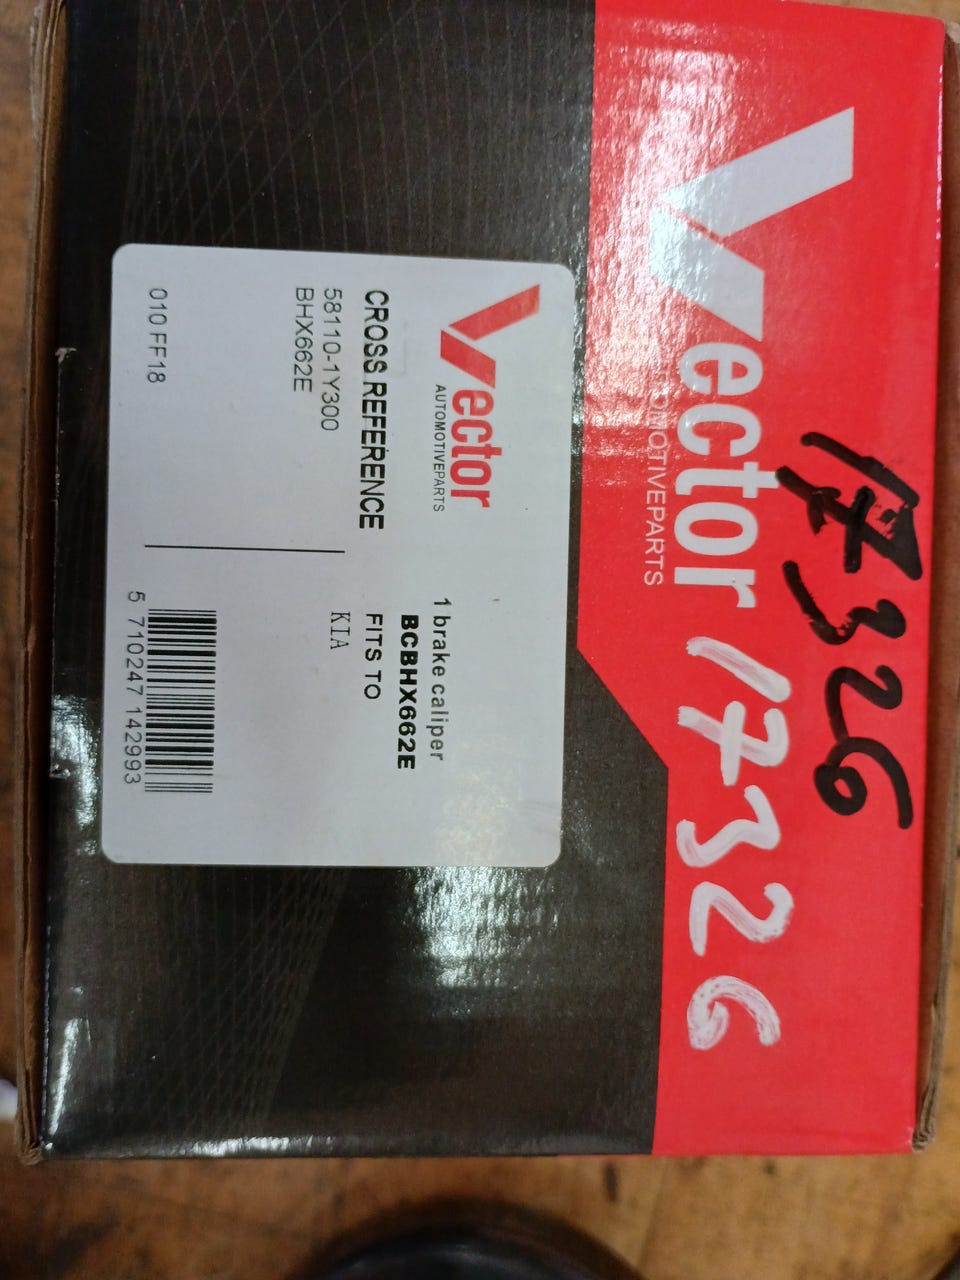 17326
Vector
AUTOMOTIVEPARTS
17326
Vector
AUTOMOTIVEPARTS
CROSS REFERENCE
58110-1Y300
BHX662E
010 FF18
1 brake caliper
BCBHX662E
FITS TO
KIA
5 710247 142993